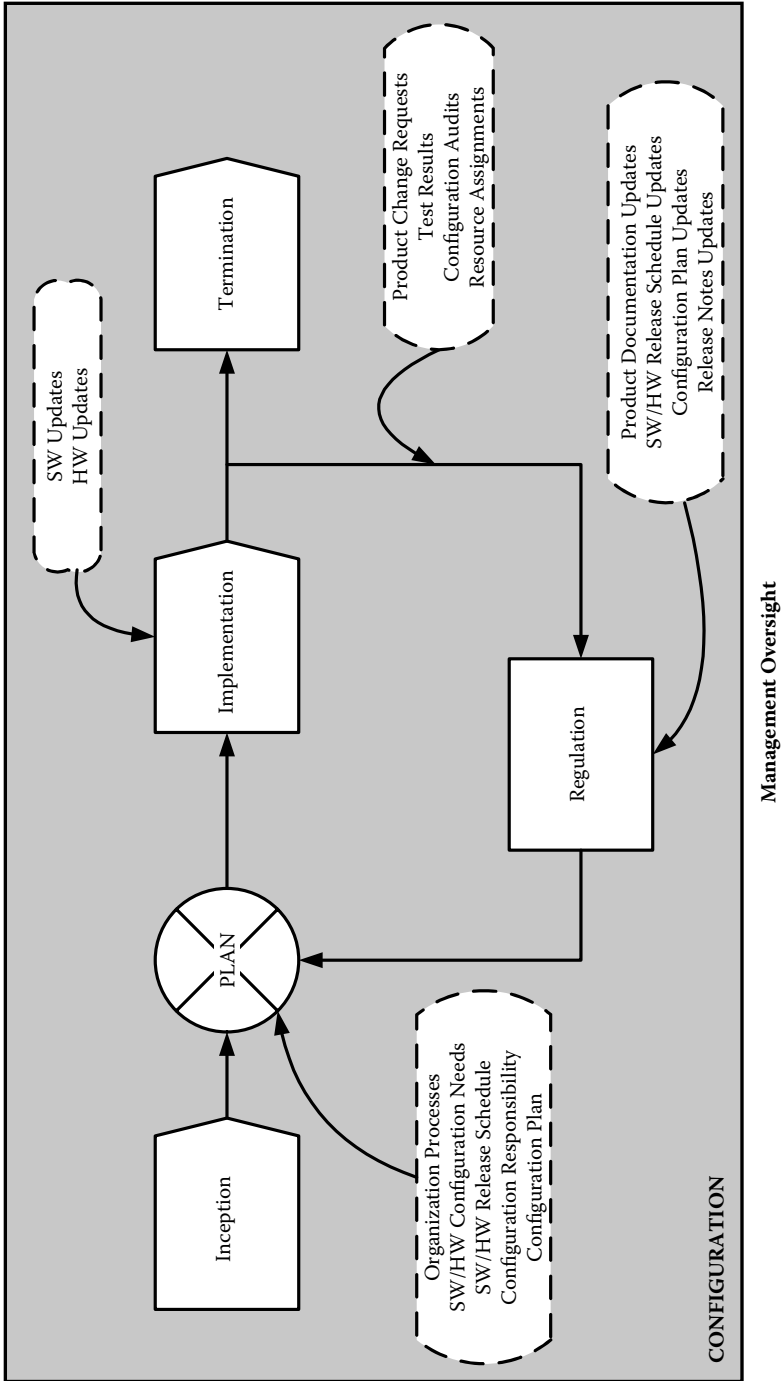 SW Updates
HW Updates
Inception
PLAN
Implementation
Termination
Organization Processes
SW/HW Configuration Needs
SW/HW Release Schedule
Configuration Responsibility
Configuration Plan
Regulation
Product Change Requests
Test Results
Configuration Audits
Resource Assignments
Product Documentation Updates
SW/HW Release Schedule Updates
Configuration Plan Updates
Release Notes Updates
CONFIGURATION
Management Oversight